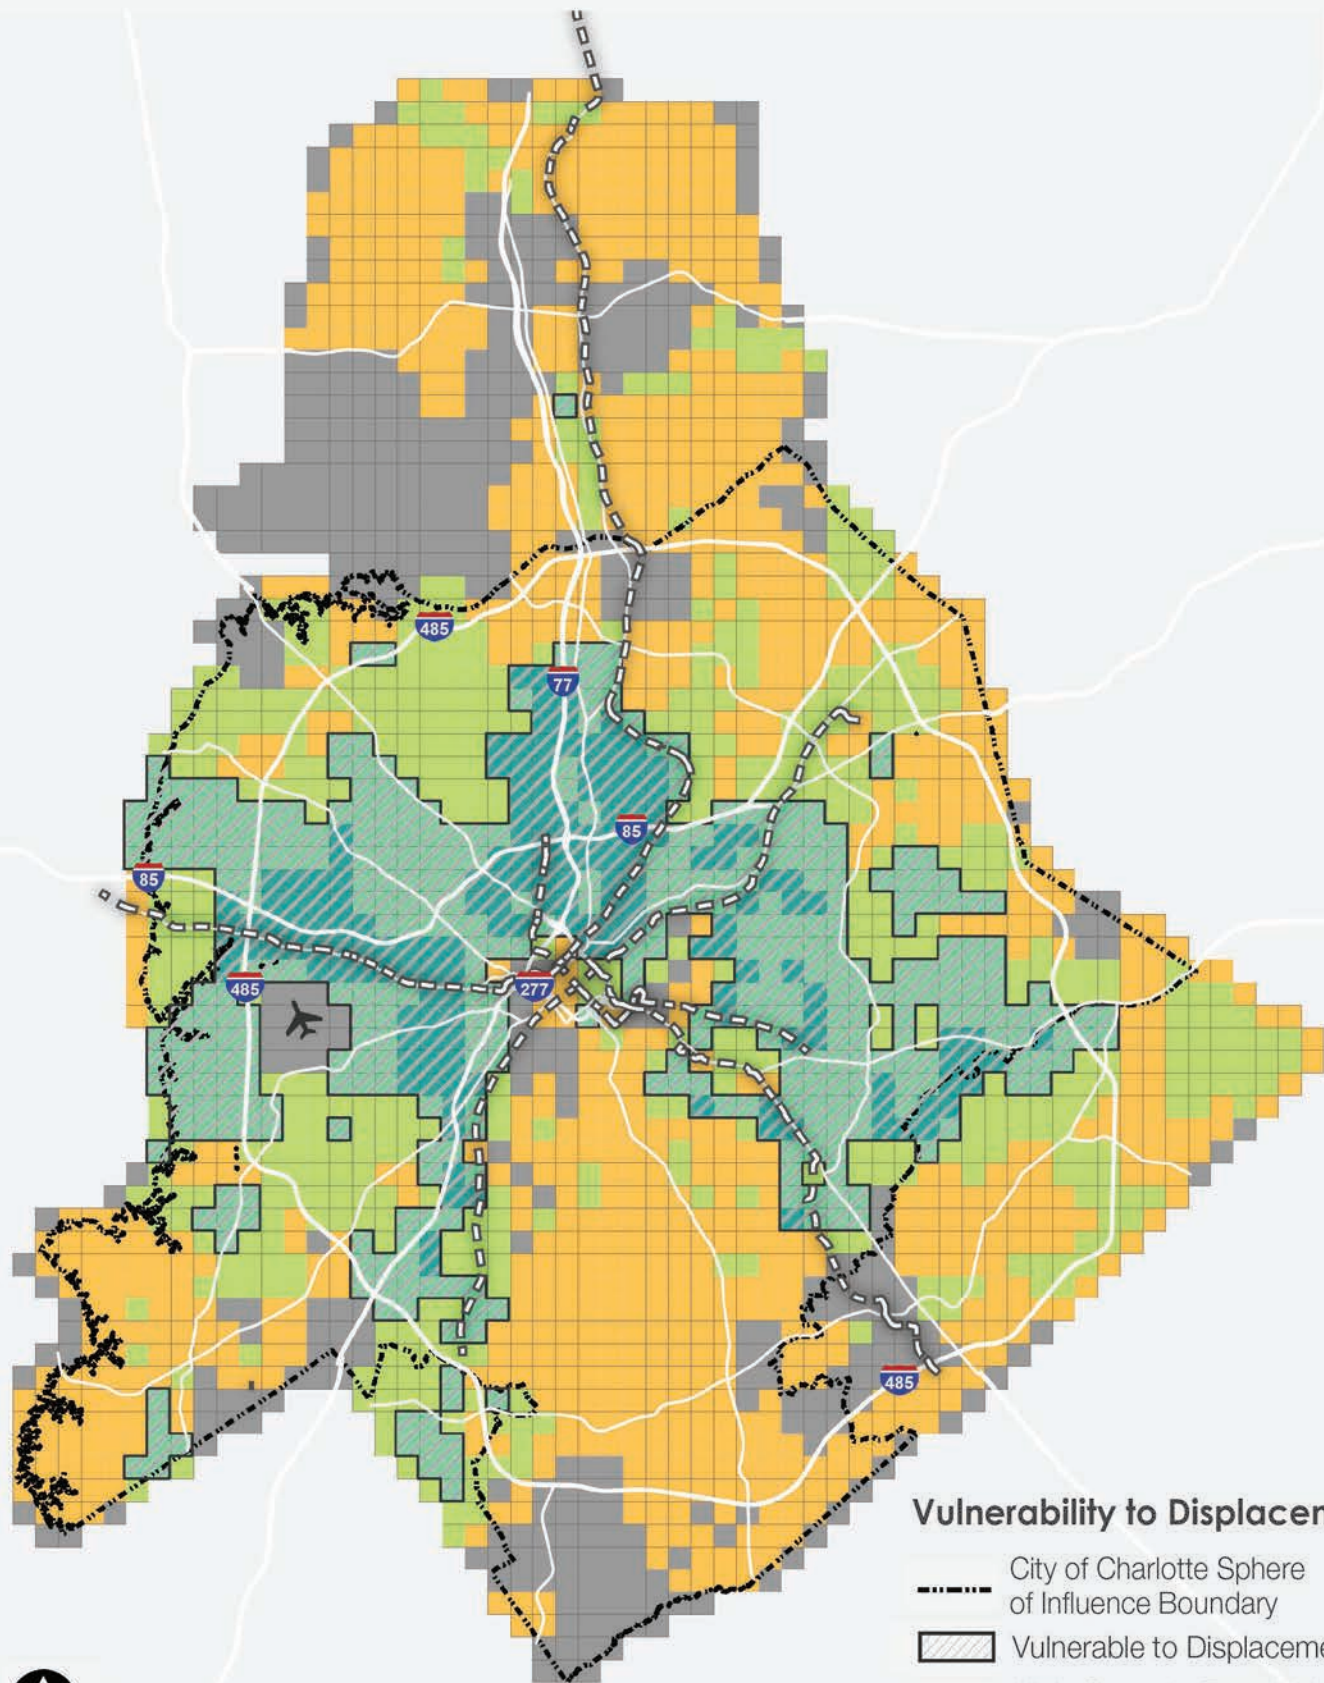 485
77
85
85
485
277
485
Vulnerability to Displacem
City of Charlotte Sphere
of Influence Boundary
Vulnerable to Displaceme